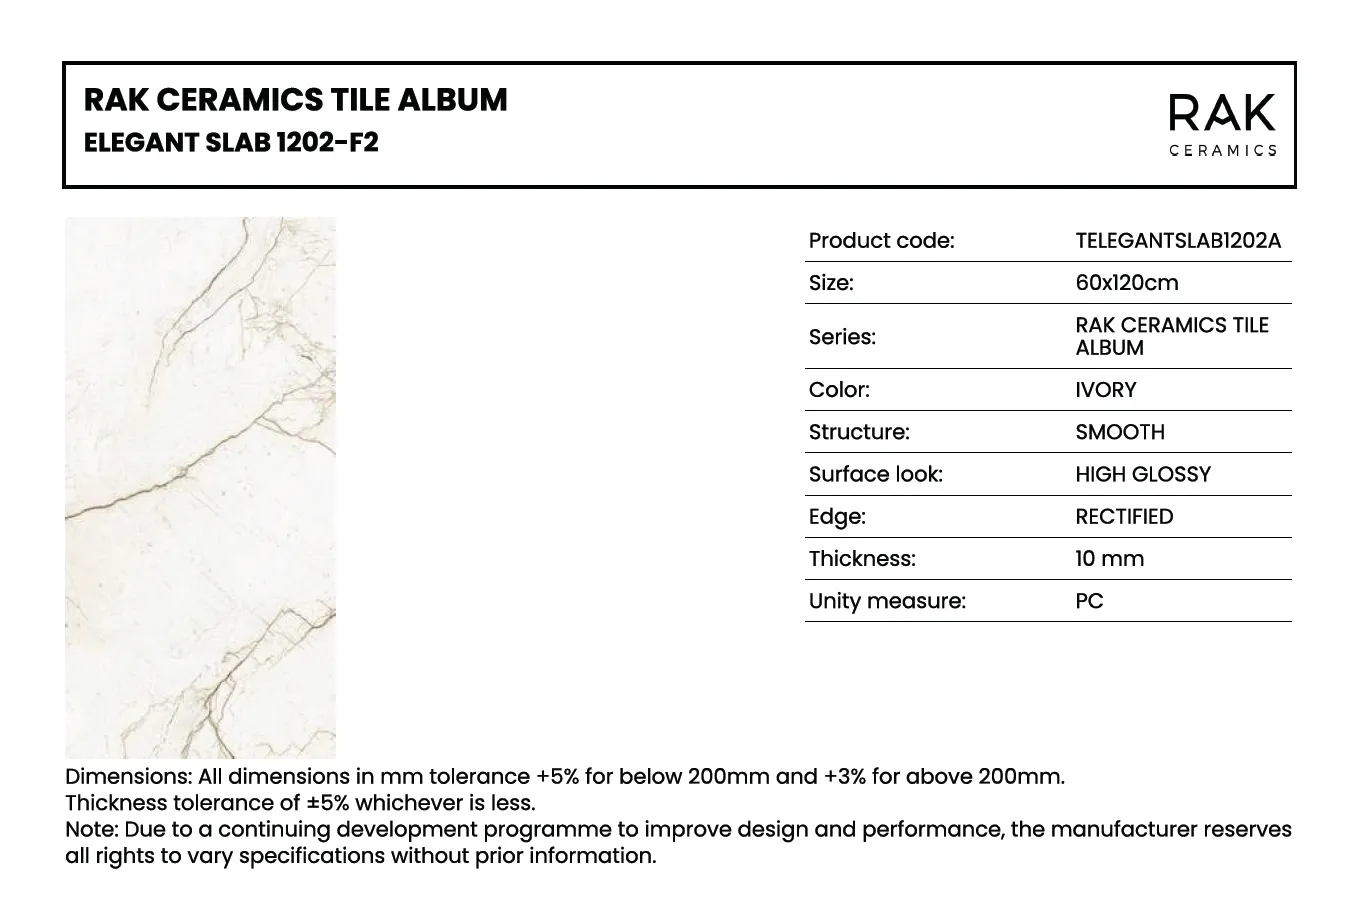 RAK CERAMICS TILE ALBUM
ELEGANT SLAB 1202-F2
RAK
CERAMICS
Product code: TELEGANTSLAB1202A
Size: 60x120cm
Series: RAK CERAMICS TILE
ALBUM
Color: IVORY
Structure: SMOOTH
Surface look: HIGH GLOSSY
Edge: RECTIFIED
Thickness: 10 mm
Unity measure: PC
Dimensions: All dimensions in mm tolerance +5% for below 200mm and +3% for above 200mm.
Thickness tolerance of ±5% whichever is less.
Note: Due to a continuing development programme to improve design and performance, the manufacturer reserves
all rights to vary specifications without prior information.